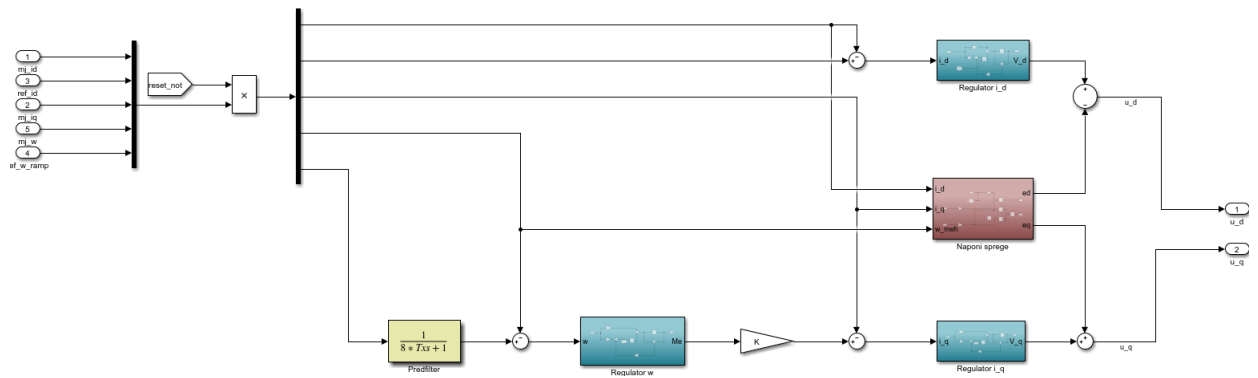 1
mj_id
3
ref_id
2
mj_iq
5
mj_w
4
ef_w_ramp
reset_not
×
i_d
V_d
Regulator i_d
u_d
i_d
i_q
w_meh
ed
eq
Naponi sprege
1
u_d
2
u_q
1
8 * Txs + 1
Predfilter
w
Me
Regulator w
K
i_q
V_q
Regulator i_q
u_q